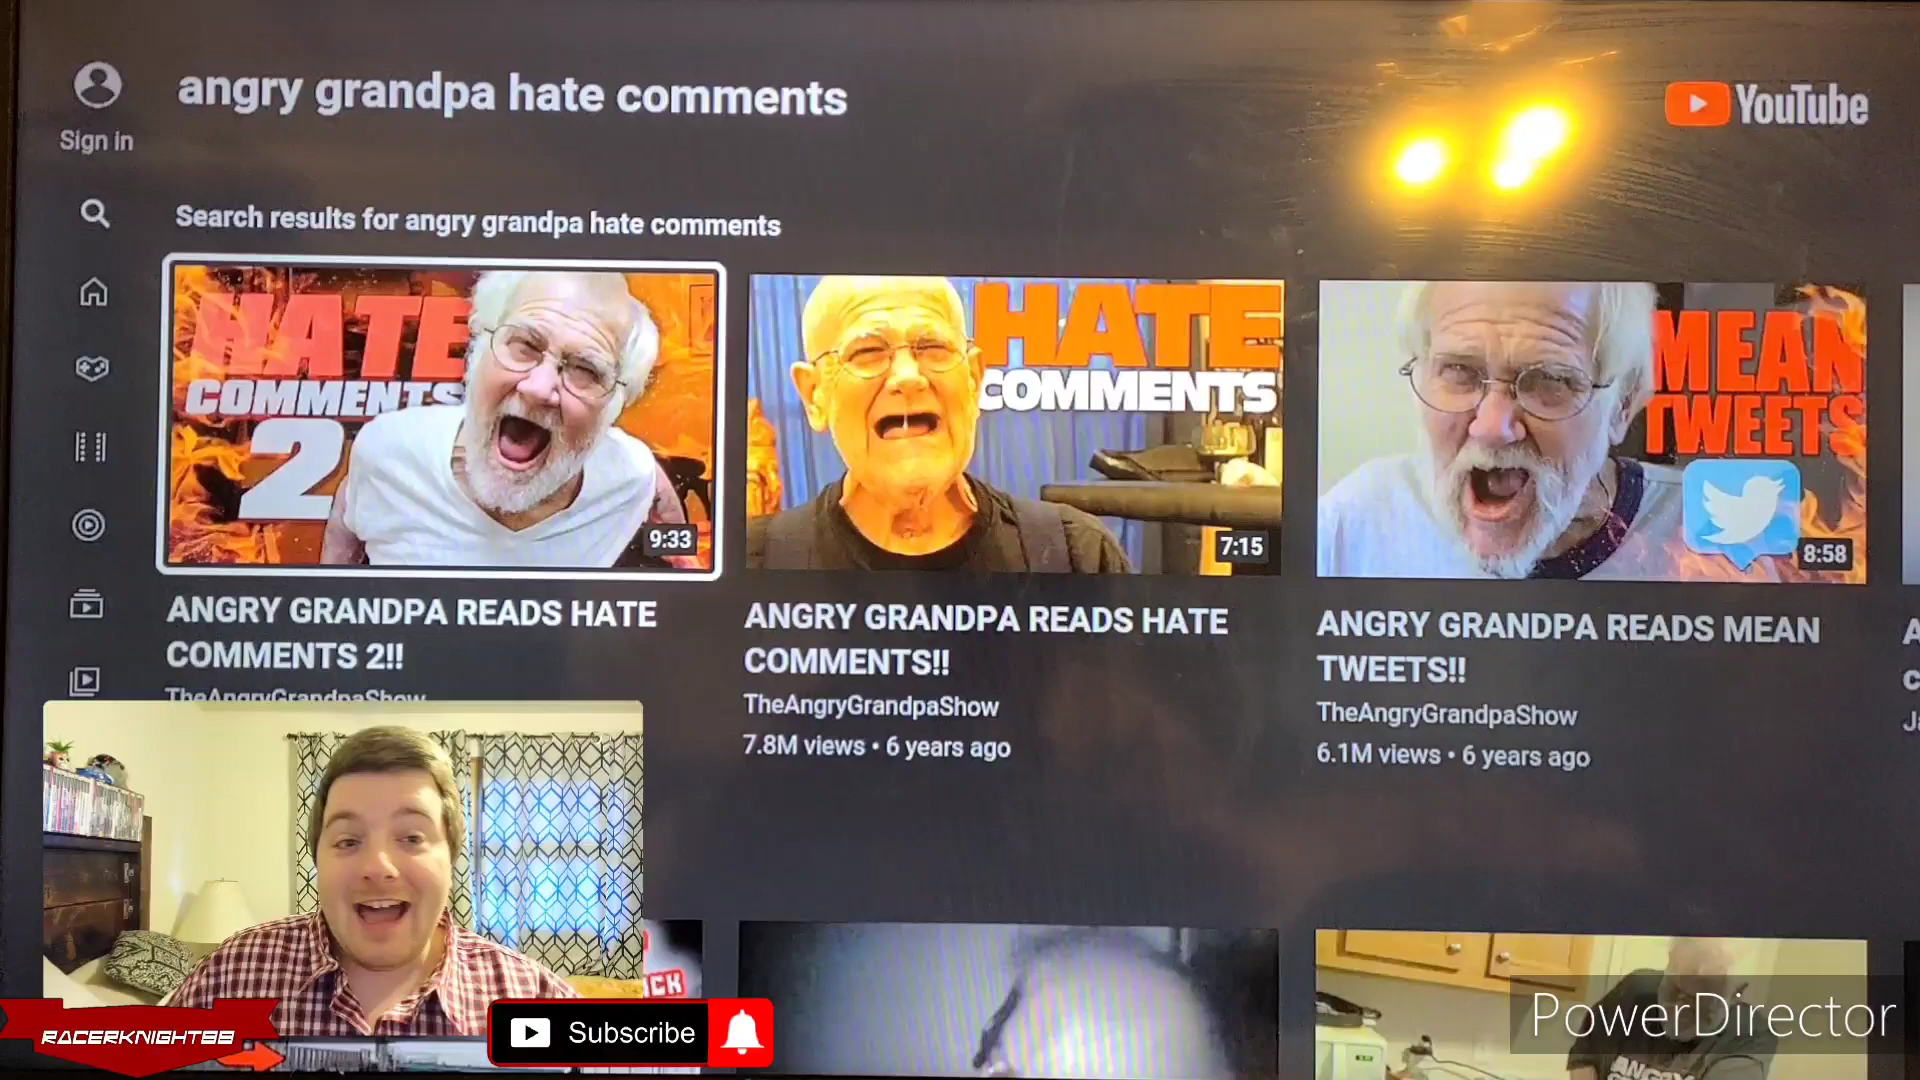 angry grandpa hate comments
YouTube
Sign in
Search results for angry grandpa hate comments
HATE
COMMENTS
2
9:33
HATE
COMMENTS
7:15
MEAN
TWEETS
8:58
ANGRY GRANDPA READS HATE
COMMENTS 2!!
TheAngryGrandpaShow
ANGRY GRANDPA READS HATE
COMMENTS!!
TheAngryGrandpaShow
7.8M views • 6 years ago
ANGRY GRANDPA READS MEAN
TWEETS!!
TheAngryGrandpaShow
6.1M views • 6 years ago
RACERKNIGHT88
Subscribe
PowerDirector